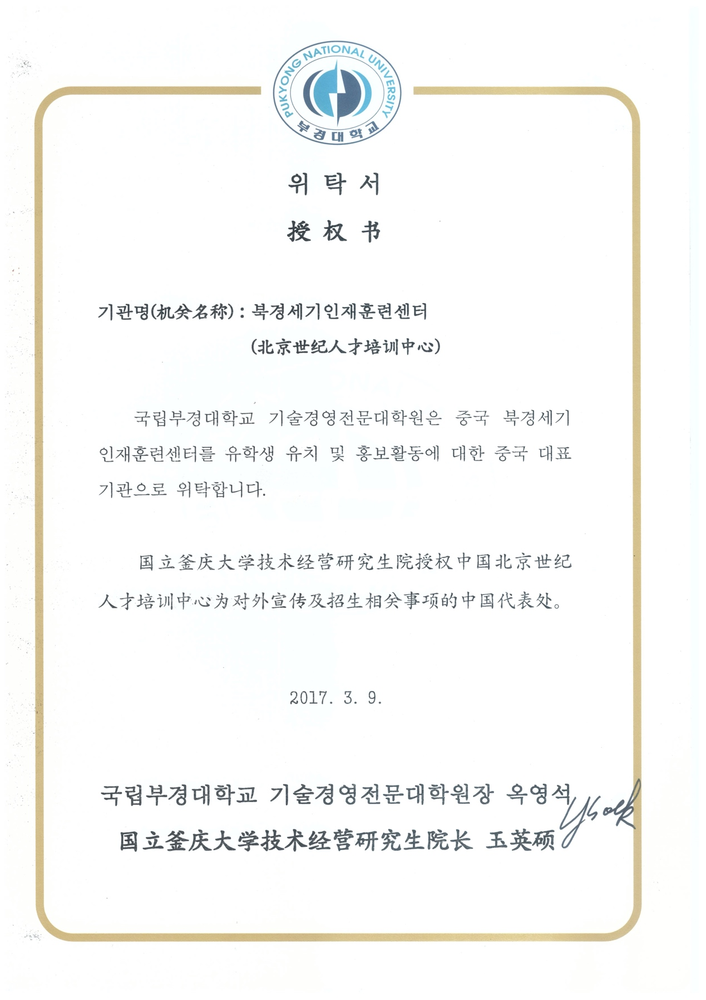 PUKYONG NATIONAL UNIVERSITY
부경대학교
위 탁 서
授 权 书
기관명(机关名称) : 북경세기인재훈련센터
(北京世纪人才培训中心)
국립부경대학교 기술경영전문대학원은 중국 북경세기
인재훈련센터를 유학생 유치 및 홍보활동에 대한 중국 대표
기관으로 위탁합니다.
国立釜庆大学技术经营研究生院授权中国北京世纪
人才培训中心为对外宣传及招生相关事项的中国代表处。
2017. 3. 9.
국립부경대학교 기술경영전문대학원장 옥영석
国立釜庆大学技术经营研究生院长 玉英硕